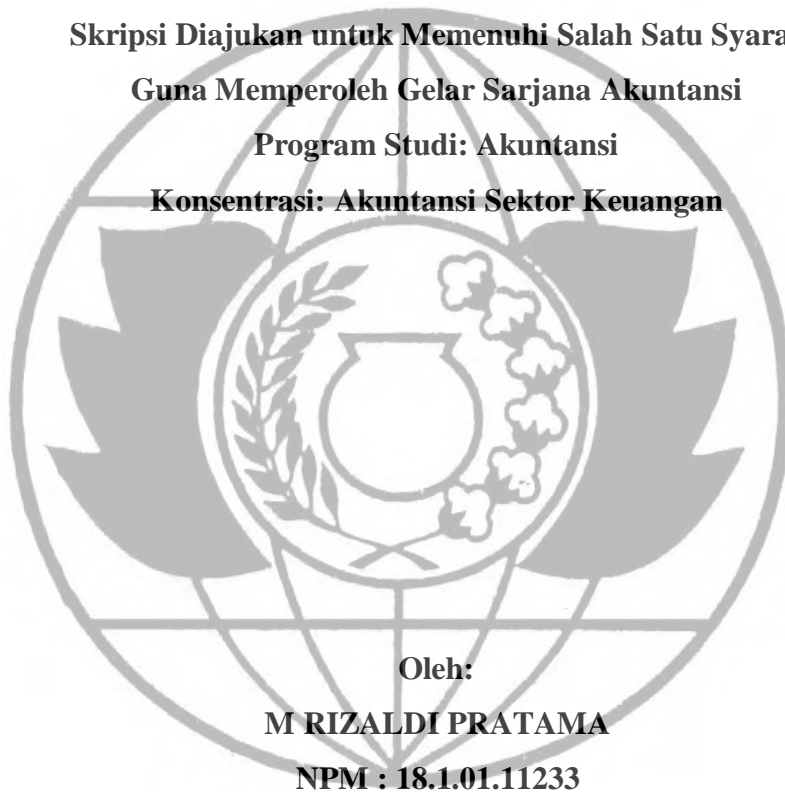 Skripsi Diajukan untuk Memenuhi Salah Satu Syara
Guna Memperoleh Gelar Sarjana Akuntansi
Program Studi: Akuntansi
Konsentrasi: Akuntansi Sektor Keuangan
Oleh:
M RIZALDI PRATAMA
NPM : 18.1.01.11233